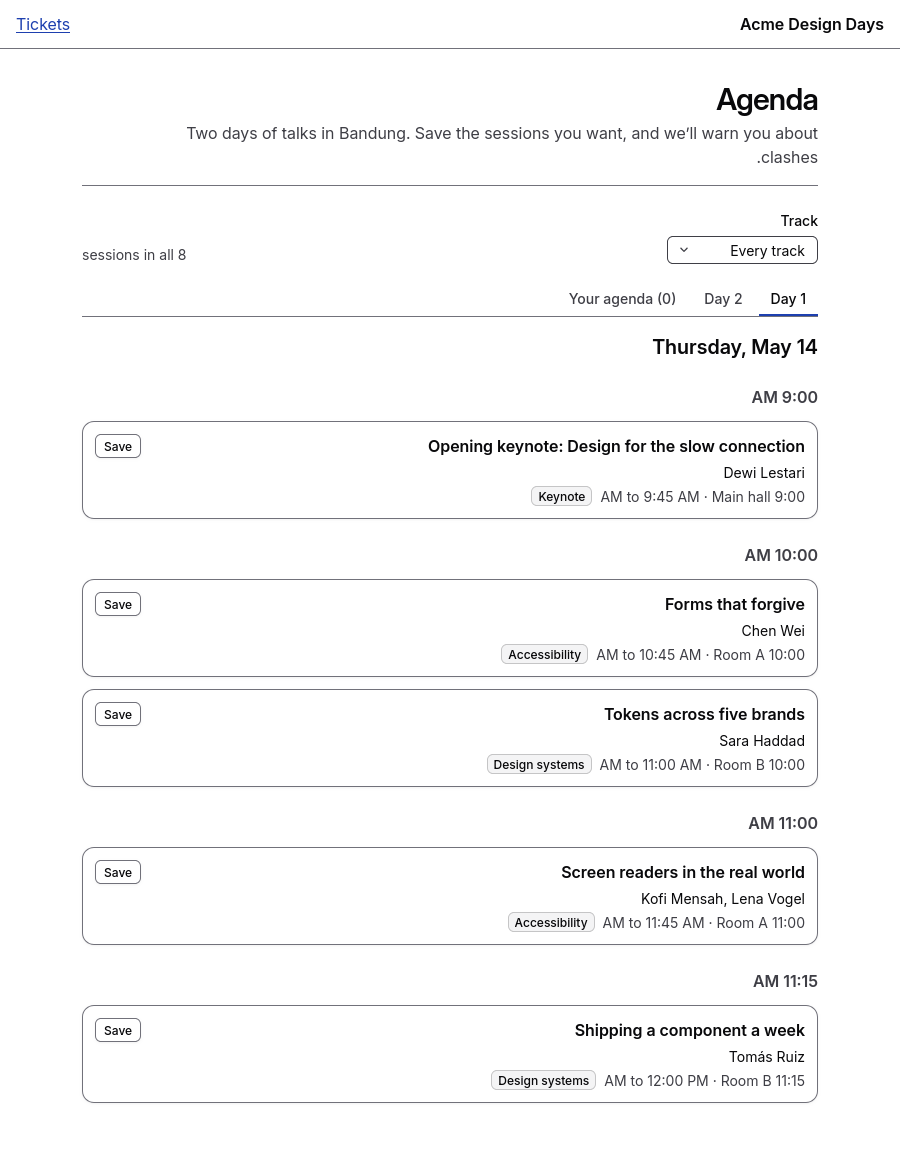 Acme Design Days
Tickets
Agenda
Two days of talks in Bandung. Save the sessions you want, and we’ll warn you about
.clashes
Track
Every track
sessions in all 8
Day 1
Day 2
Your agenda (0)
Thursday, May 14
AM 9:00
Opening keynote: Design for the slow connection
Save
Dewi Lestari
AM to 9:45 AM · Main hall 9:00
Keynote
AM 10:00
Forms that forgive
Save
Chen Wei
AM to 10:45 AM · Room A 10:00
Accessibility
Tokens across five brands
Save
Sara Haddad
AM to 11:00 AM · Room B 10:00
Design systems
AM 11:00
Screen readers in the real world
Save
Kofi Mensah, Lena Vogel
AM to 11:45 AM · Room A 11:00
Accessibility
AM 11:15
Shipping a component a week
Save
Tomás Ruiz
AM to 12:00 PM · Room B 11:15
Design systems